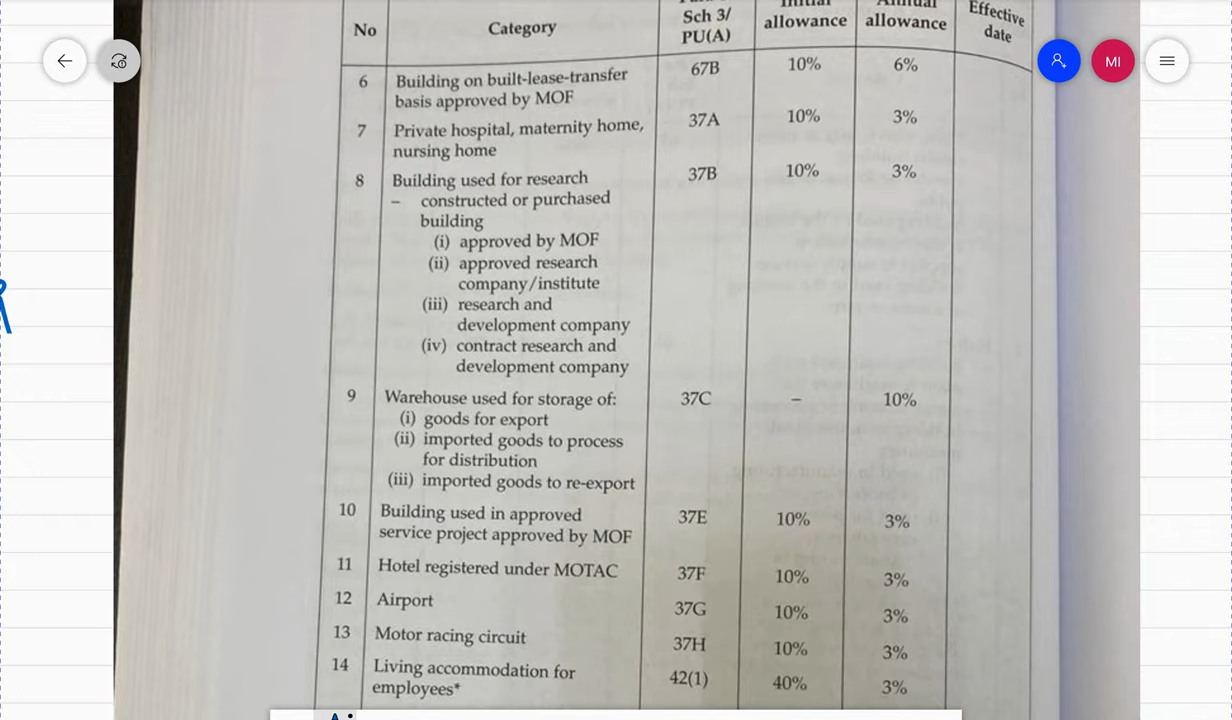 No Category Sch 3/ PU(A) Initial allowance Annual allowance Effective date
MI
6 Building on built-lease-transfer 67B 10% 6%
basis approved by MOF
7 Private hospital, maternity home, 37A 10% 3%
nursing home
8 Building used for research 37B 10% 3%
– constructed or purchased
building
(i) approved by MOF
(ii) approved research
company/institute
(iii) research and
development company
(iv) contract research and
development company
9 Warehouse used for storage of: 37C – 10%
(i) goods for export
(ii) imported goods to process
for distribution
(iii) imported goods to re-export
10 Building used in approved 37E 10% 3%
service project approved by MOF
11 Hotel registered under MOTAC 37F 10% 3%
12 Airport 37G 10% 3%
13 Motor racing circuit 37H 10% 3%
14 Living accommodation for 42(1) 40% 3%
employees*